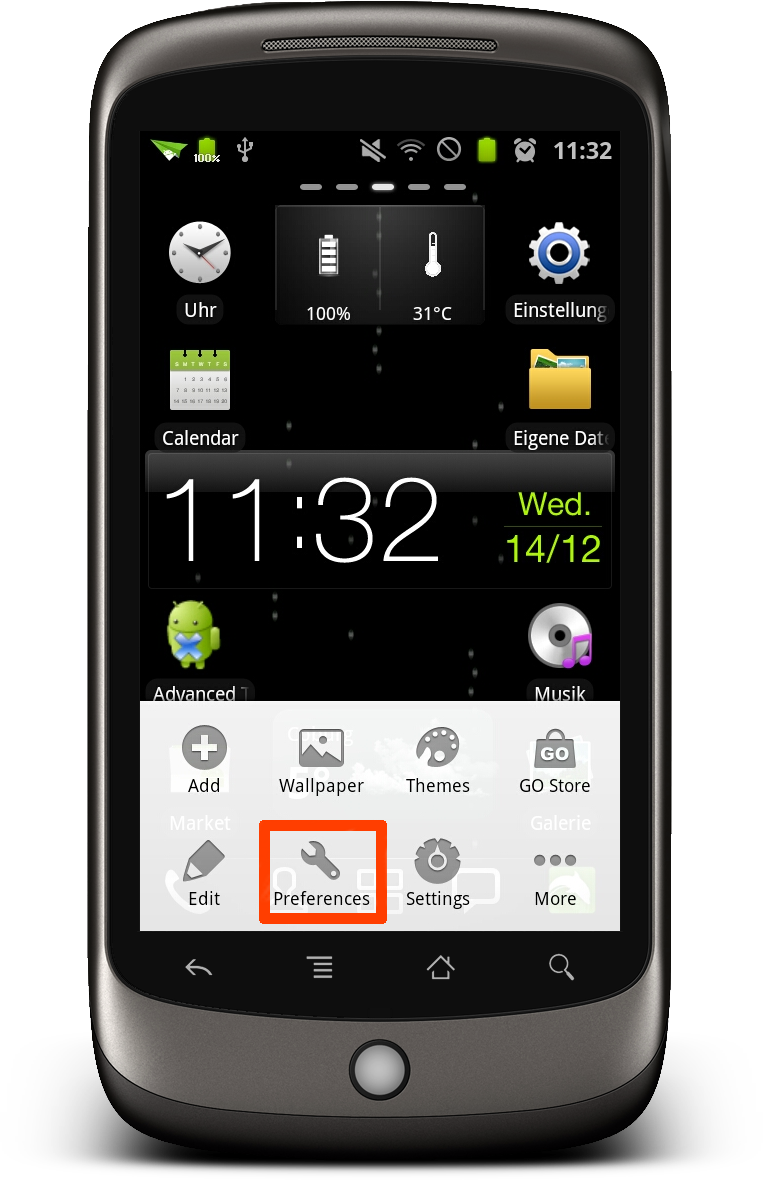 100%
11:32
Uhr
100%
31°C
Einstellung
Calendar
Eigene Date
11:32
Wed.
14/12
Advanced T
Musik
Add
Wallpaper
Themes
GO
GO Store
Market
Galerie
Edit
Preferences
Settings
More